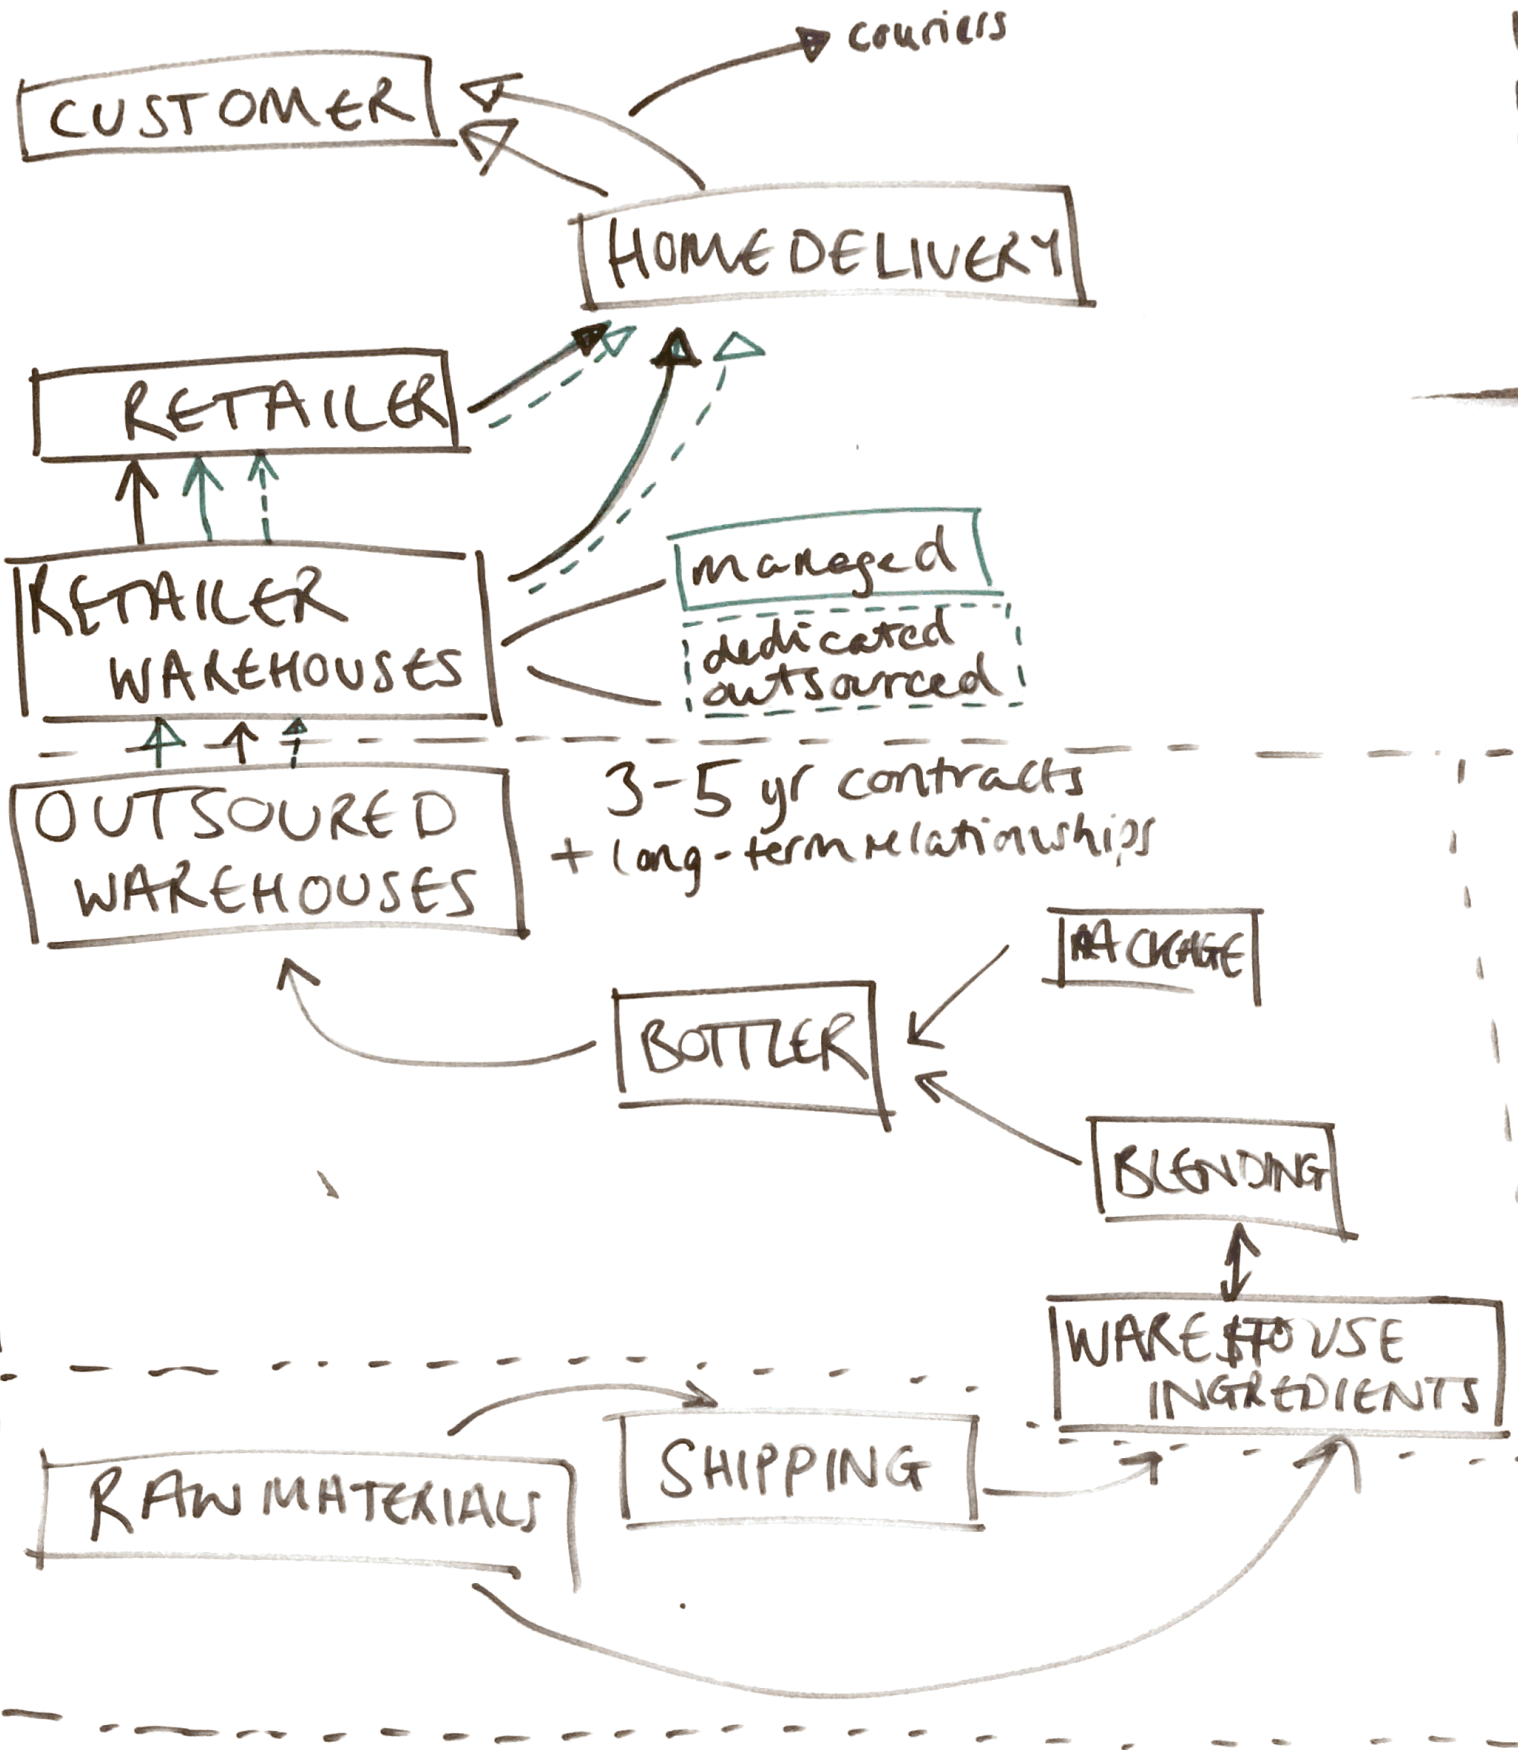 couriers
CUSTOMER
HOME DELIVERY
RETAILER
managed
dedicated
outsourced
RETAILER
WAREHOUSES
3-5 yr contracts
+ long-term relationships
OUTSOURED
WAREHOUSES
PACKAGE
BOTTLER
BLENDING
WAREHOUSE
INGREDIENTS
SHIPPING
RAW MATERIALS